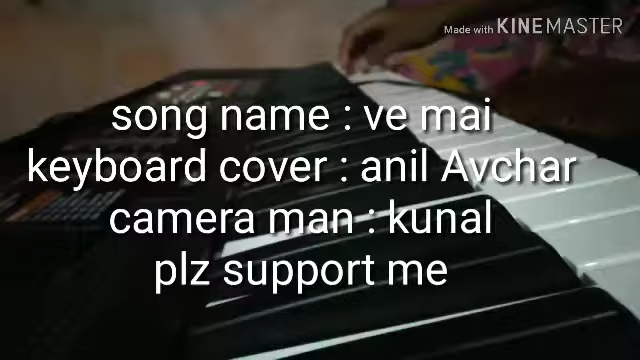 Made with KINEMASTER
song name : ve mai
keyboard cover : anil Avchar
camera man : kunal
plz support me